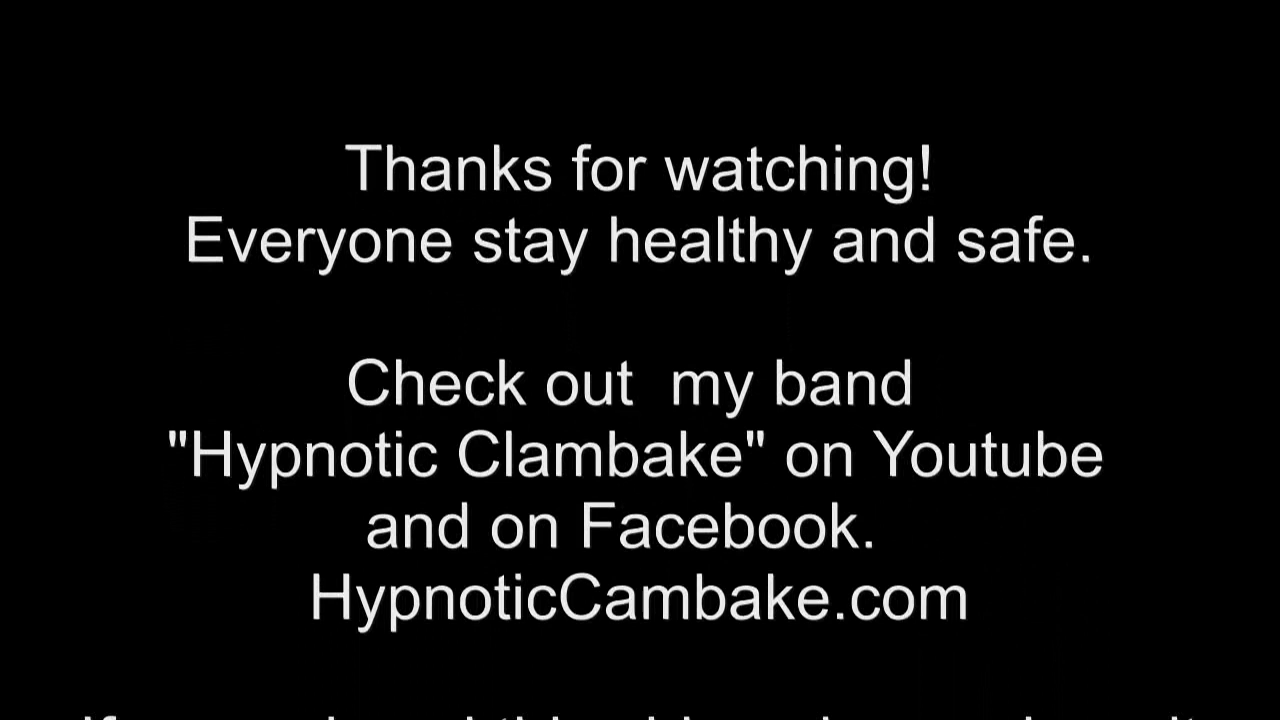 Thanks for watching!
Everyone stay healthy and safe.
Check out  my band
"Hypnotic Clambake" on Youtube
and on Facebook.
HypnoticCambake.com